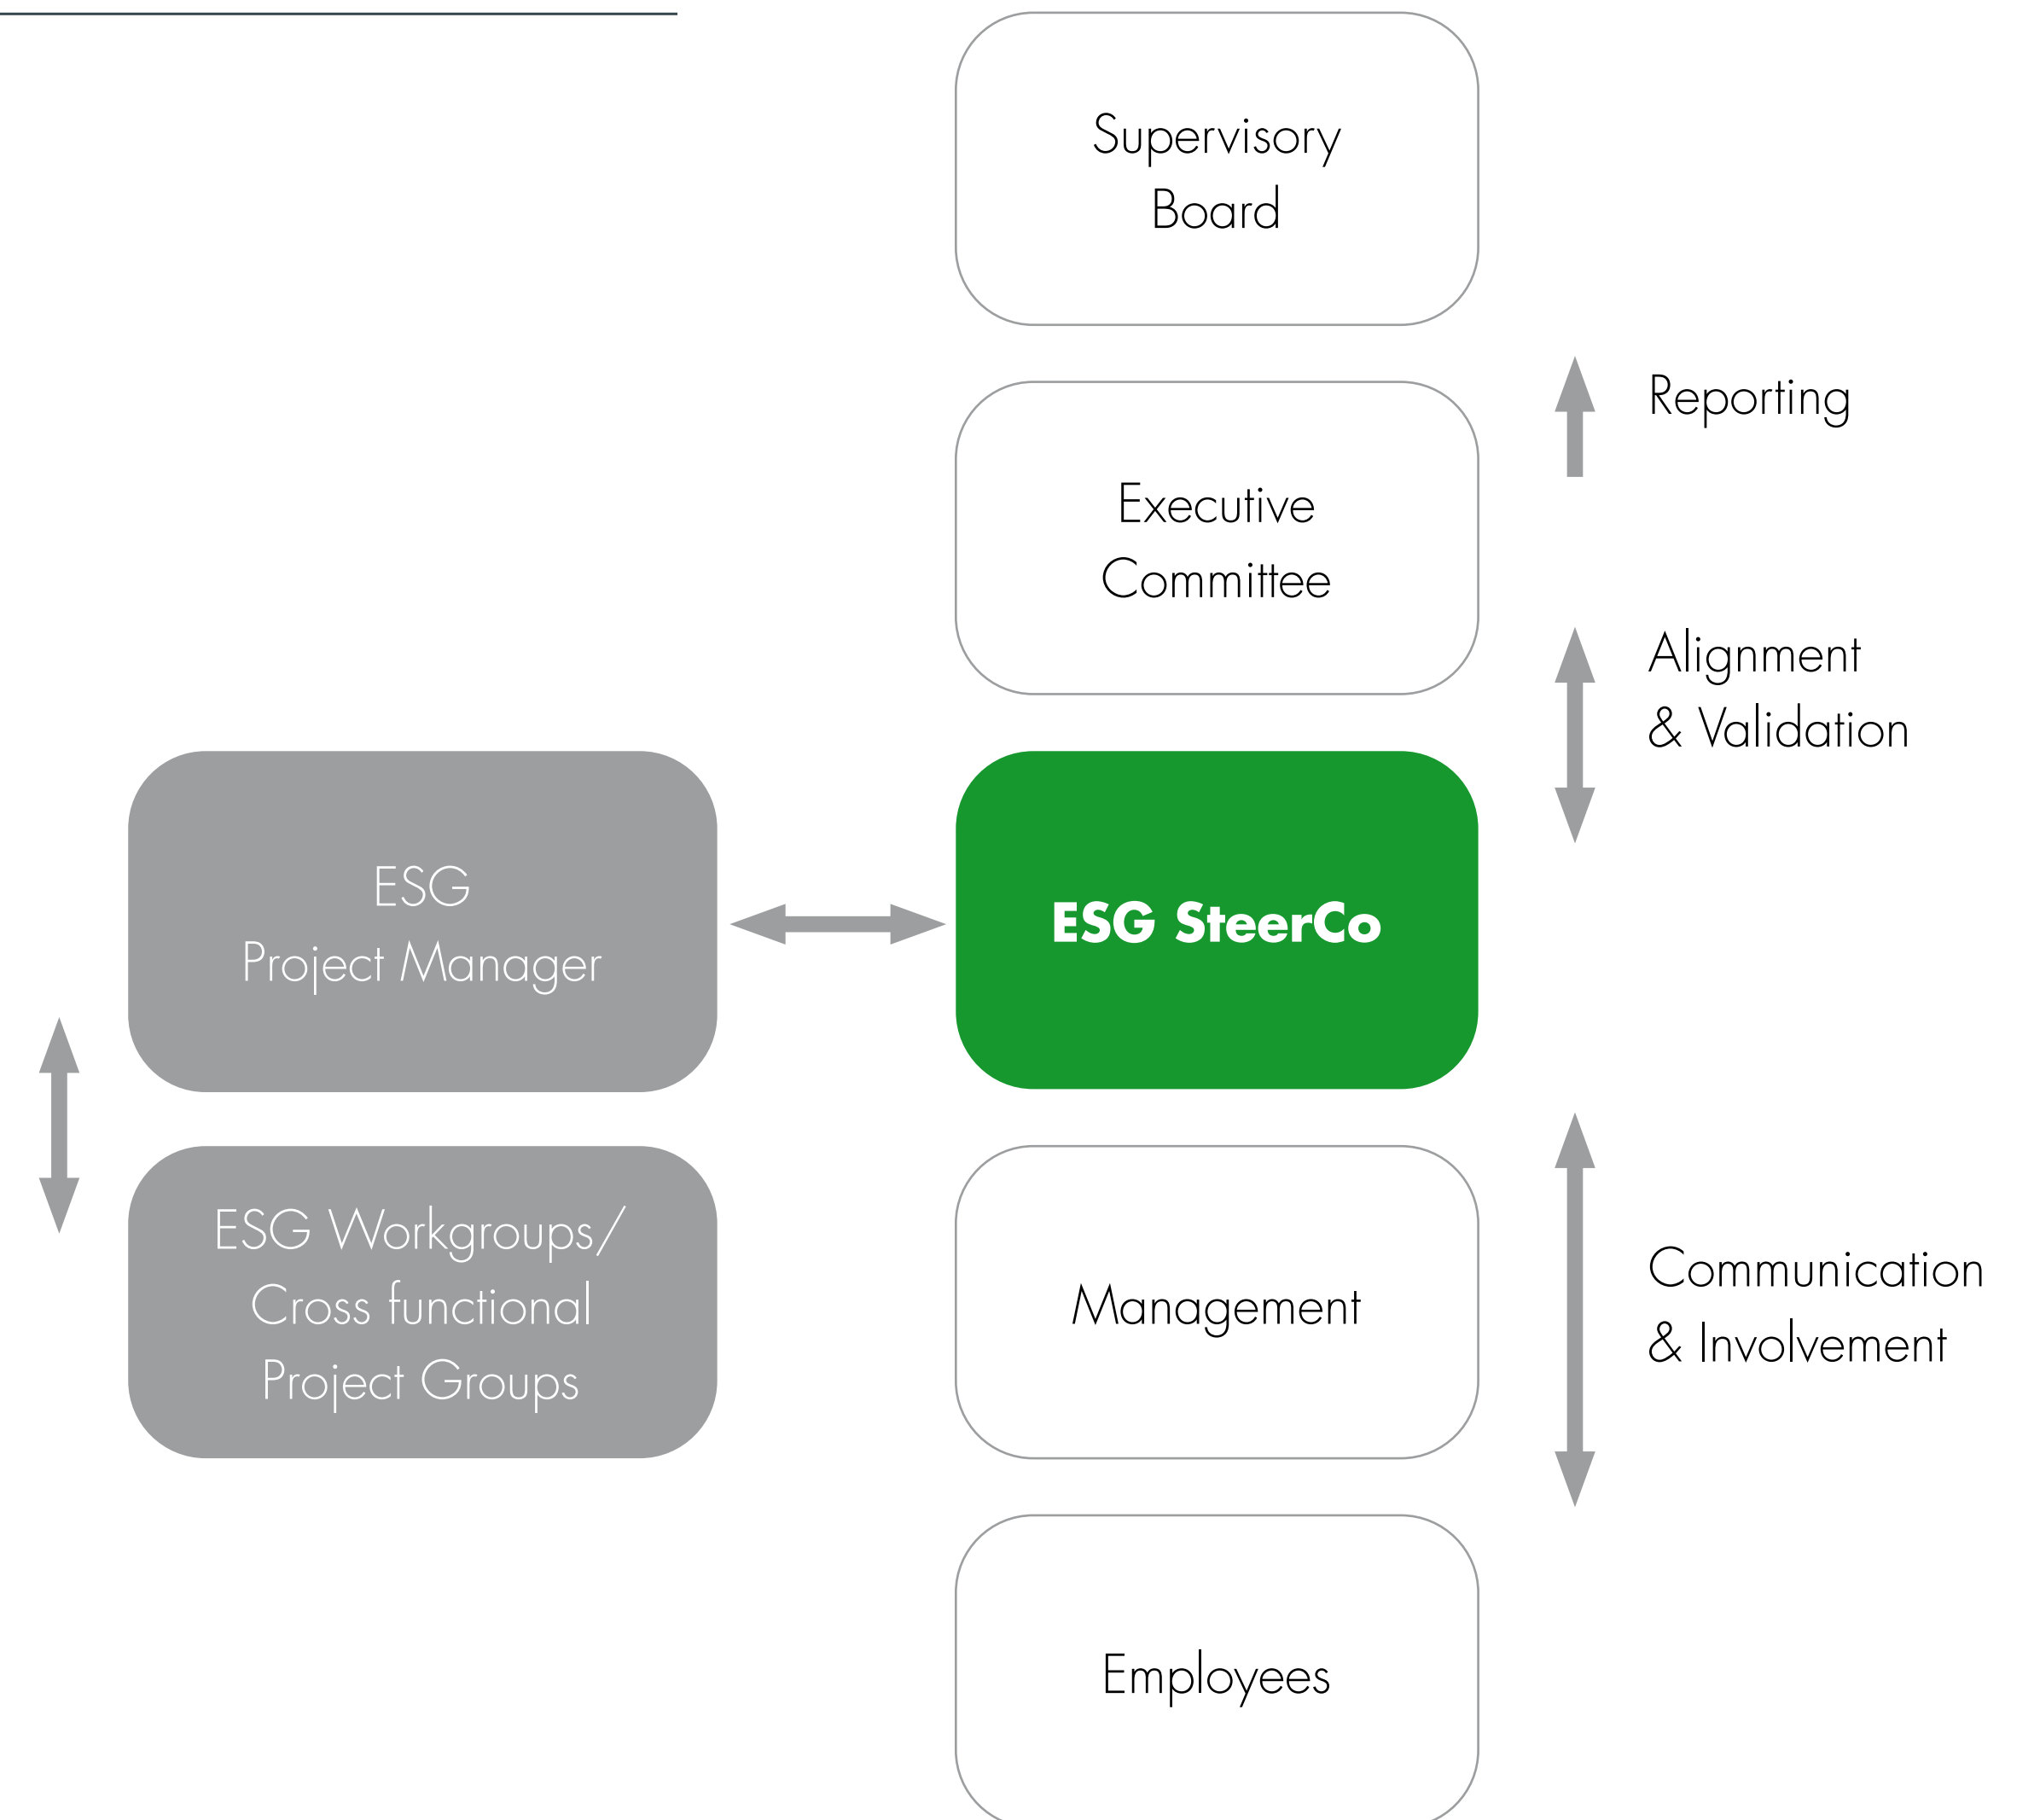 Supervisory
Board
Reporting
Executive
Committee
Alignment
& Validation
ESG
Project Manager
ESG SteerCo
ESG Workgroups/
Cross functional
Project Groups
Management
Communication
& Involvement
Employees